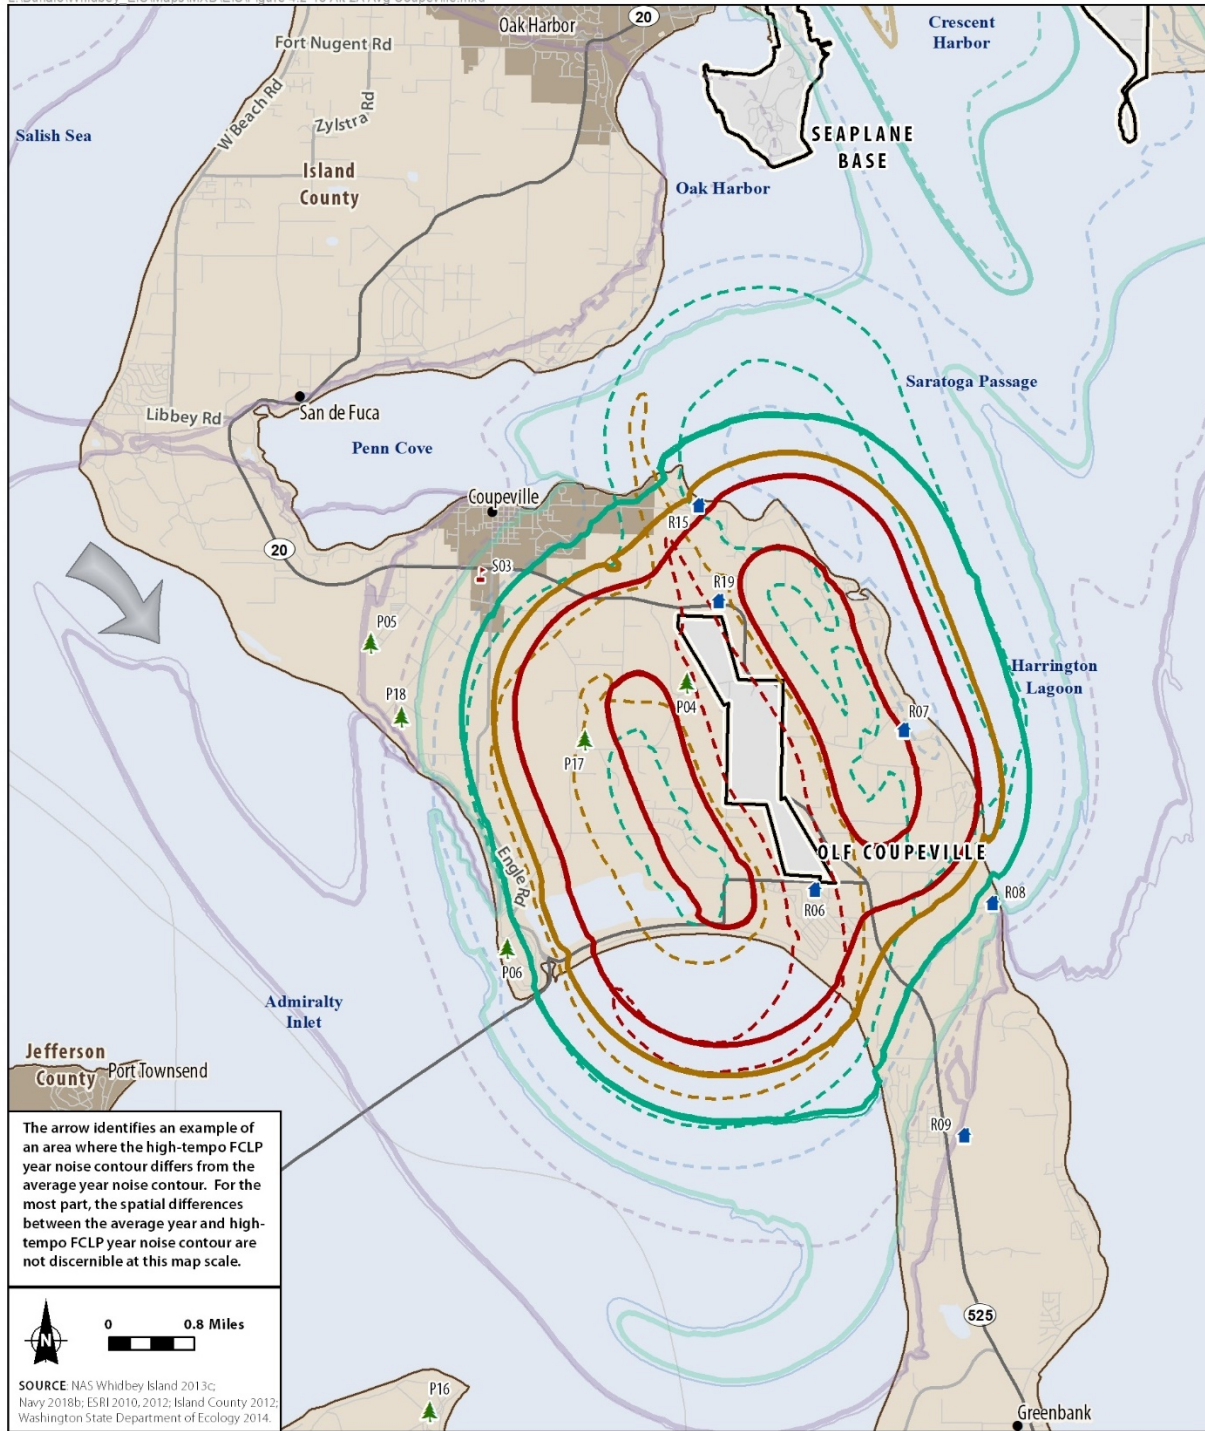 20
Oak Harbor
Crescent
Harbor
Fort Nugent Rd
W Beach Rd
Zylstra Rd
Salish Sea
SEAPLANE
BASE
Island
County
Oak Harbor
Saratoga Passage
Libbey Rd
San de Fuca
Penn Cove
Coupeville
R15
20
S03
R19
P05
Harrington
Lagoon
P18
P04
R07
P17
OLF COUPEVILLE
Engle Rd
R06
R08
P06
Admiralty
Inlet
Jefferson
County
Port Townsend
R09
The arrow identifies an example of
an area where the high-tempo FCLP
year noise contour differs from the
average year noise contour. For the
most part, the spatial differences
between the average year and high-
tempo FCLP year noise contour are
not discernible at this map scale.
525
N
0 0.8 Miles
SOURCE: NAS Whidbey Island 2013c;
Navy 2018b; ESRI 2010, 2012; Island County 2012;
Washington State Department of Ecology 2014.
P16
Greenbank